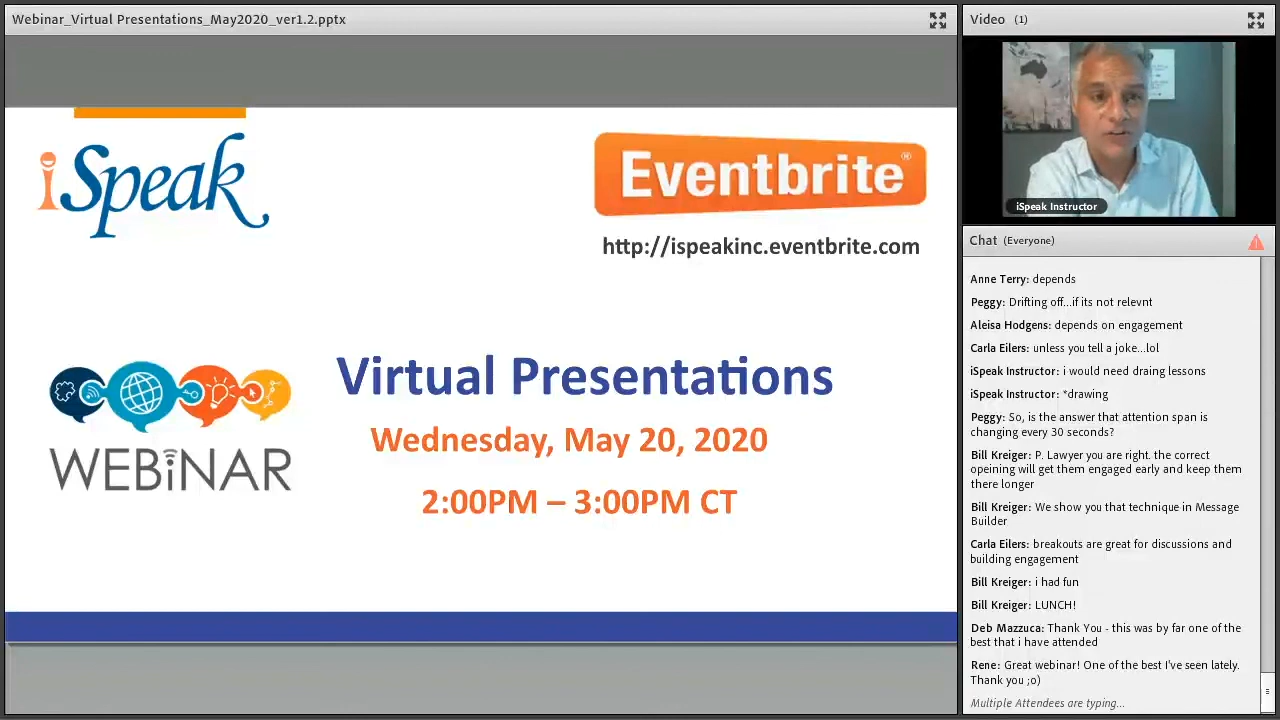 Webinar_Virtual Presentations_May2020_ver1.2.pptx
iSpeak
Eventbrite®
http://ispeakinc.eventbrite.com
WEBiNAR
Virtual Presentations
Wednesday, May 20, 2020
2:00PM – 3:00PM CT
Video (1)
iSpeak Instructor
Chat (Everyone)
Anne Terry: depends
Peggy: Drifting off...if its not relevnt
Aleisa Hodgens: depends on engagement
Carla Eilers: unless you tell a joke...lol
iSpeak Instructor: i would need draing lessons
iSpeak Instructor: *drawing
Peggy: So, is the answer that attention span is
changing every 30 seconds?
Bill Kreiger: P. Lawyer you are right. the correct
opeining will get them engaged early and keep them
there longer
Bill Kreiger: We show you that technique in Message
Builder
Carla Eilers: breakouts are great for discussions and
building engagement
Bill Kreiger: i had fun
Bill Kreiger: LUNCH!
Deb Mazzuca: Thank You - this was by far one of the
best that i have attended
Rene: Great webinar! One of the best I've seen lately.
Thank you ;o)
Multiple Attendees are typing...